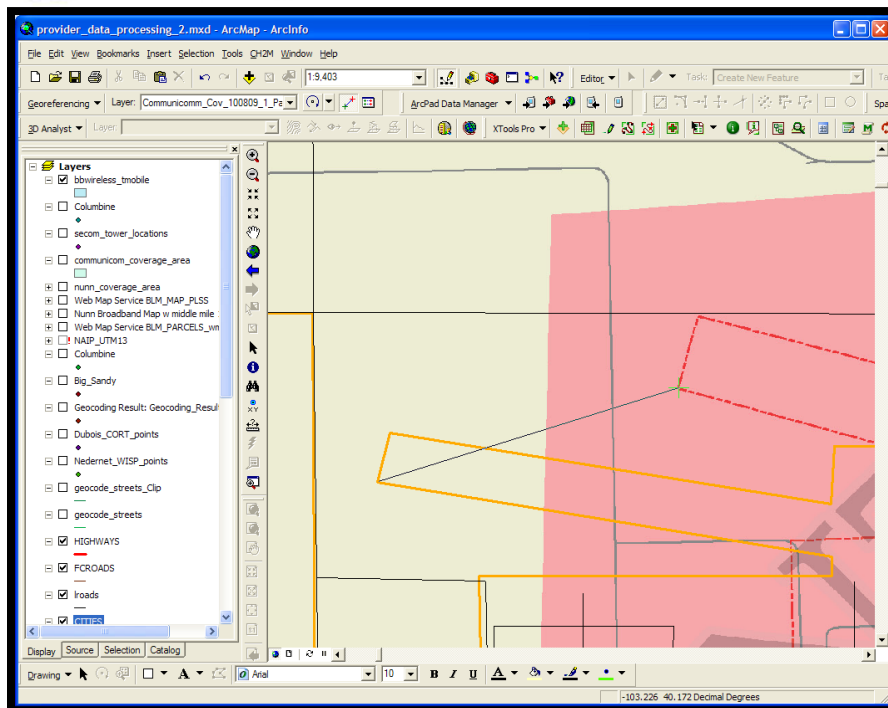 provider_data_processing_2.mxd - ArcMap - ArcInfo
File Edit View Bookmarks Insert Selection Tools CH2M Window Help
1:9,403 Editor Task: Create New Feature
Georeferencing Layer: Communicomm_Cov_100809_1_Pa ArcPad Data Manager
3D Analyst Layer XTools Pro
Layers
bbwireless_tmobile
Columbine
secom_tower_locations
communicom_coverage_area
nunn_coverage_area
Web Map Service BLM_MAP_PLSS
Nunn Broadband Map w middle mile
Web Map Service BLM_PARCELS_wm
NAIP_UTM13
Columbine
Big_Sandy
Geocoding Result: Geocoding_Resul
Dubois_CORT_points
Nedernet_WISP_points
geocode_streets_Clip
geocode_streets
HIGHWAYS
FCROADS
lroads
CITIES
Display Source Selection Catalog
Drawing A Arial 10 B I U A
-103.226 40.172 Decimal Degrees